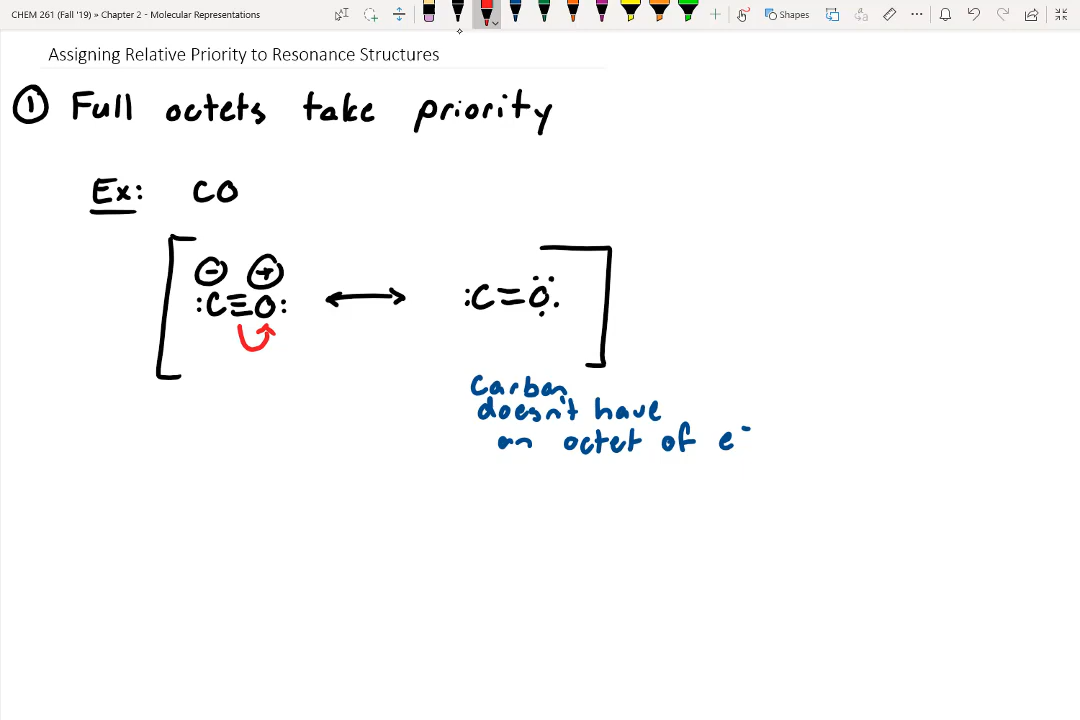 CHEM 261 (Fall '19) » Chapter 2 - Molecular Representations
Shapes
Assigning Relative Priority to Resonance Structures
① Full octets take priority
Ex: CO
⊖ ⊕
:C≡O: ⟷ :C=O
Carbon
doesn't have
an octet of e⁻